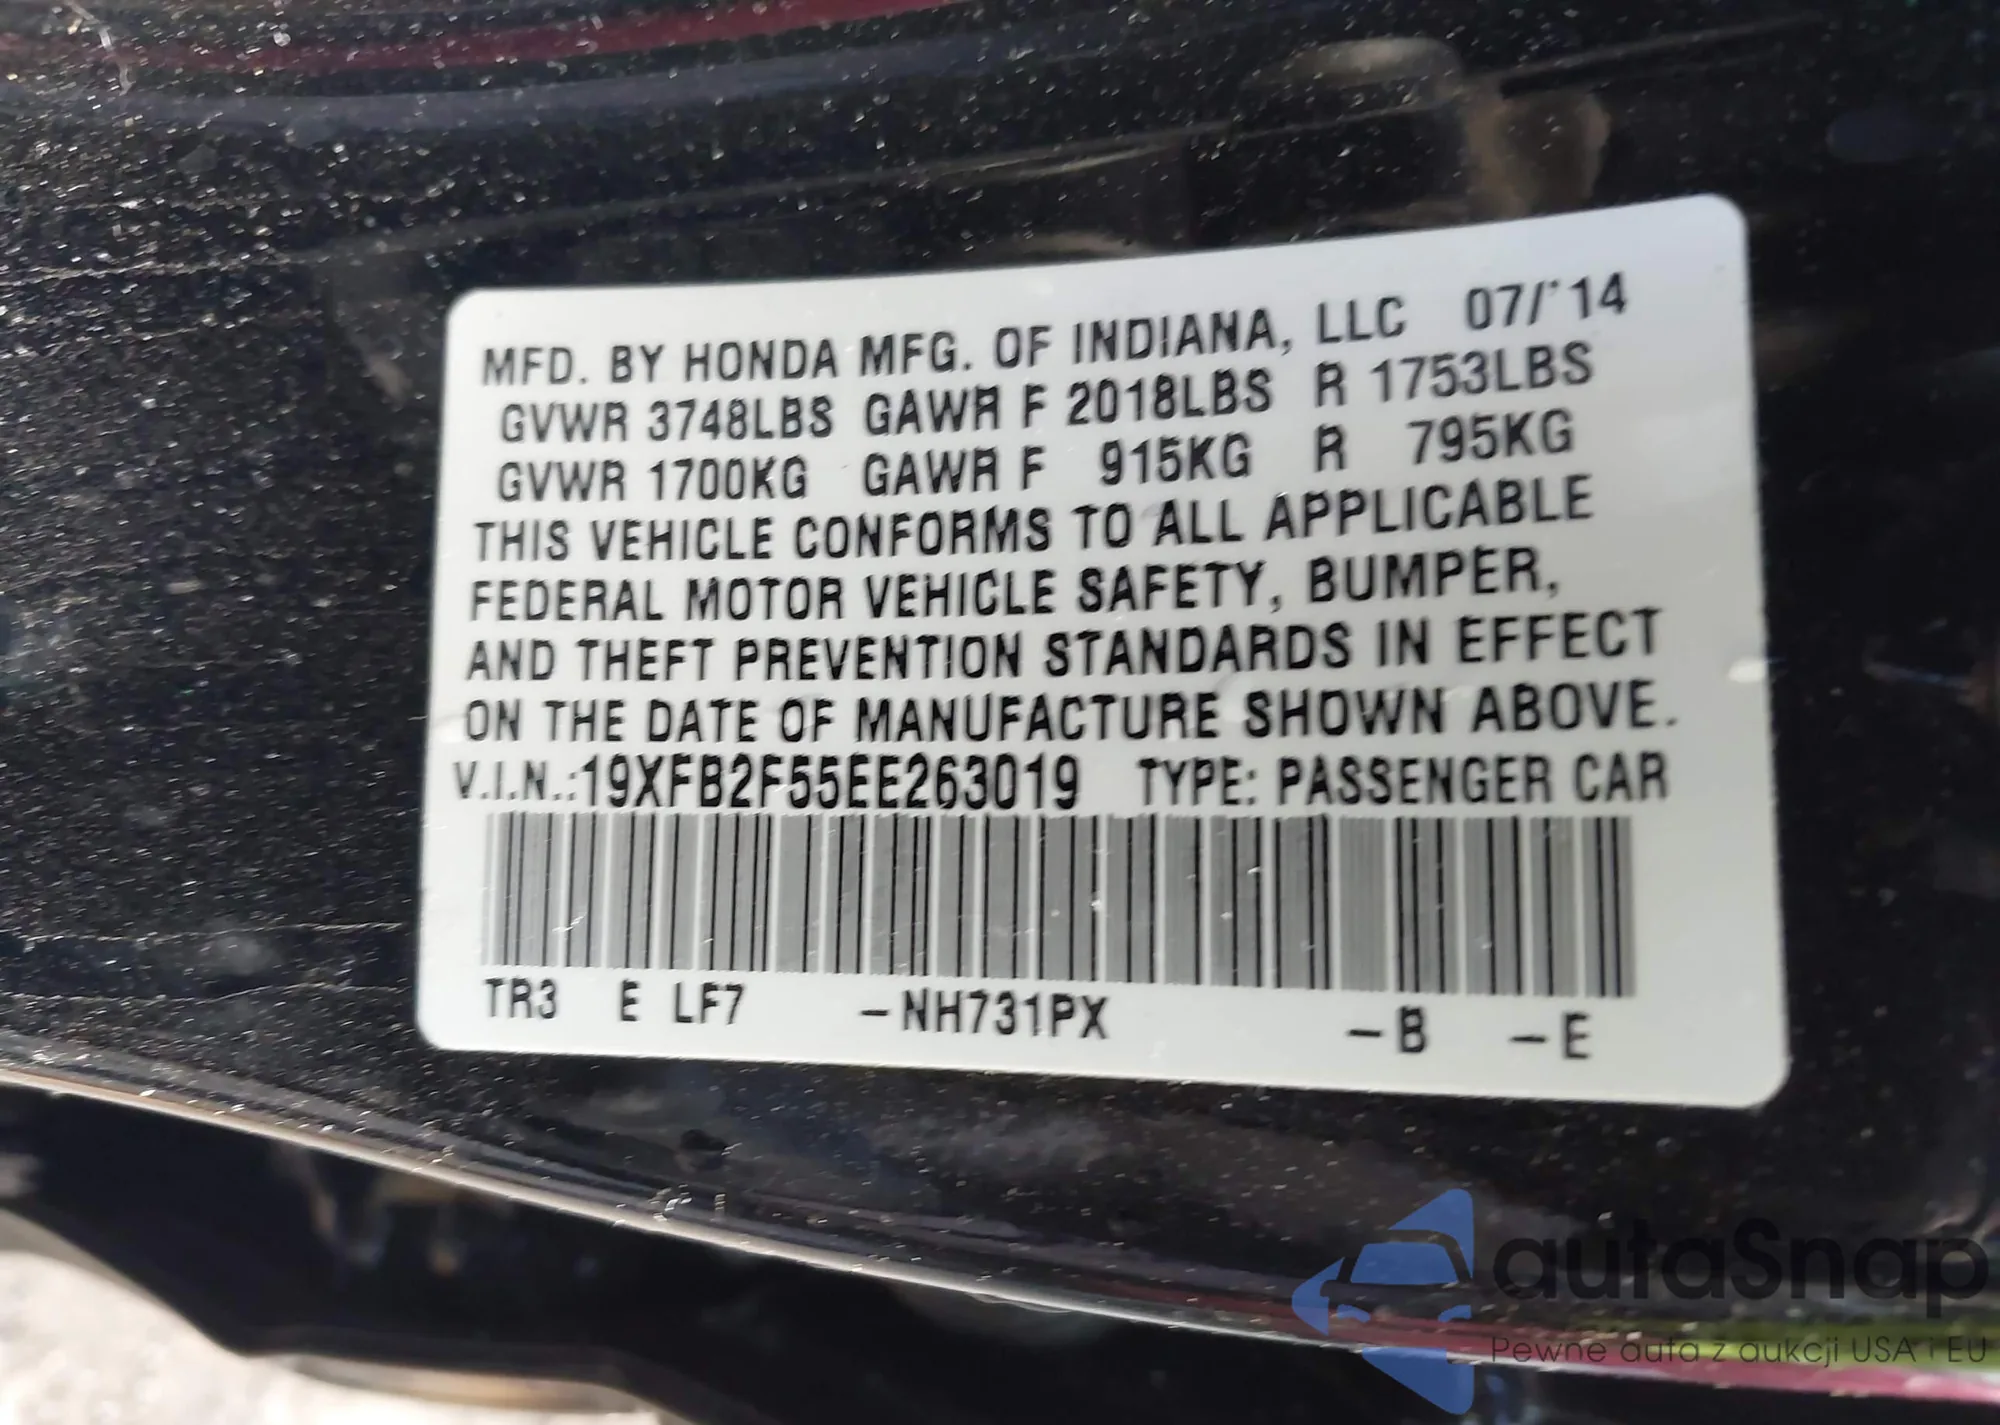 MFD. BY HONDA MFG. OF INDIANA, LLC 07/'14
GVWR 3748LBS GAWR F 2018LBS R 1753LBS
GVWR 1700KG GAWR F 915KG R 795KG
THIS VEHICLE CONFORMS TO ALL APPLICABLE
FEDERAL MOTOR VEHICLE SAFETY, BUMPER,
AND THEFT PREVENTION STANDARDS IN EFFECT
ON THE DATE OF MANUFACTURE SHOWN ABOVE.
V.I.N.:19XFB2F55EE263019 TYPE: PASSENGER CAR
TR3 E LF7 -NH731PX -B -E
autaSnap
Pewne auta z aukcji USA i EU